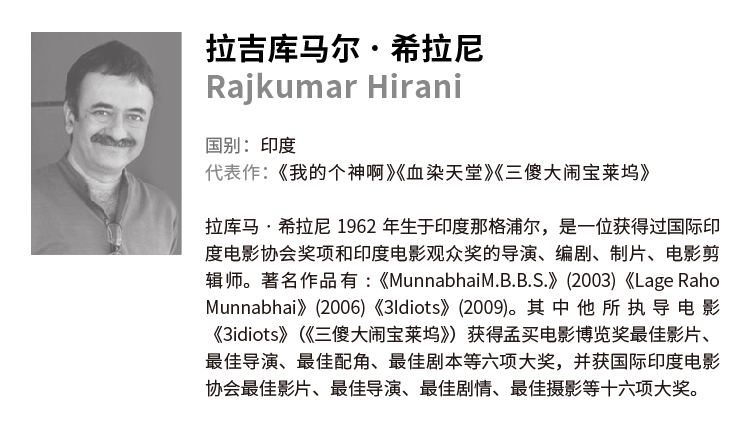 拉吉库马尔 · 希拉尼
Rajkumar Hirani
国别：印度
代表作：《我的个神啊》《血染天堂》《三傻大闹宝莱坞》
拉库马 · 希拉尼 1962 年生于印度那格浦尔，是一位获得过国际印
度电影协会奖项和印度电影观众奖的导演、编剧、制片、电影剪
辑师。著名作品有 :《MunnabhaiM.B.B.S.》(2003)《Lage Raho
Munnabhai》(2006)《3Idiots》(2009)。其中他所执导电影
《3idiots》（《三傻大闹宝莱坞》）获得孟买电影博览奖最佳影片、
最佳导演、最佳配角、最佳剧本等六项大奖，并获国际印度电影
协会最佳影片、最佳导演、最佳剧情、最佳摄影等十六项大奖。